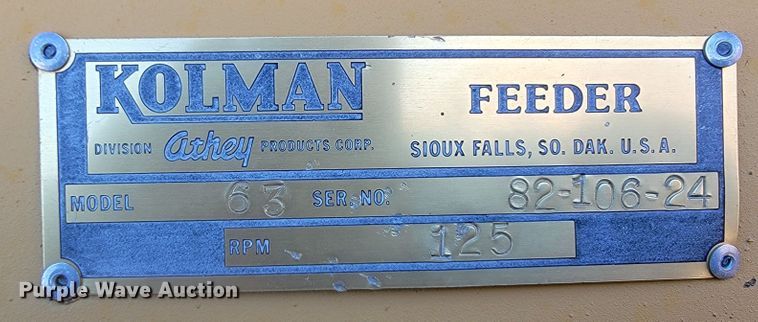 KOLMAN FEEDER
DIVISION Athey PRODUCTS CORP. SIOUX FALLS, SO. DAK. U.S.A.
MODEL 63 SER. NO. 82-106-24
RPM 125
Purple Wave Auction